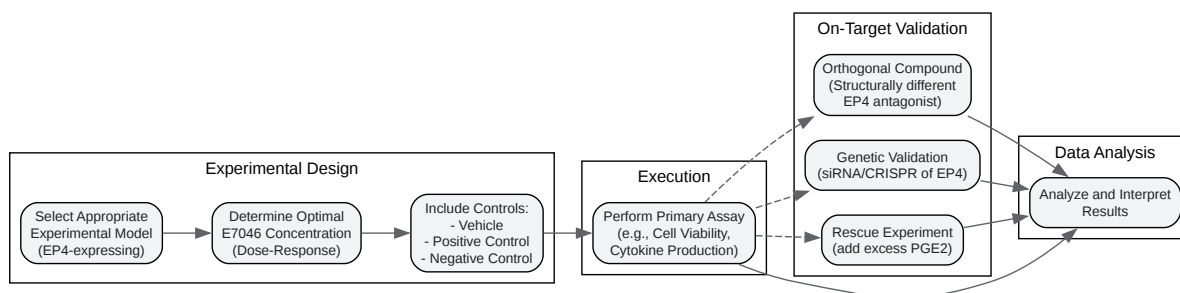 Experimental Design
Select Appropriate
Experimental Model
(EP4-expressing)
Determine Optimal
E7046 Concentration
(Dose-Response)
Include Controls:
- Vehicle
- Positive Control
- Negative Control
Execution
Perform Primary Assay
(e.g., Cell Viability,
Cytokine Production)
On-Target Validation
Orthogonal Compound
(Structurally different
EP4 antagonist)
Genetic Validation
(siRNA/CRISPR of EP4)
Rescue Experiment
(add excess PGE2)
Data Analysis
Analyze and Interpret
Results